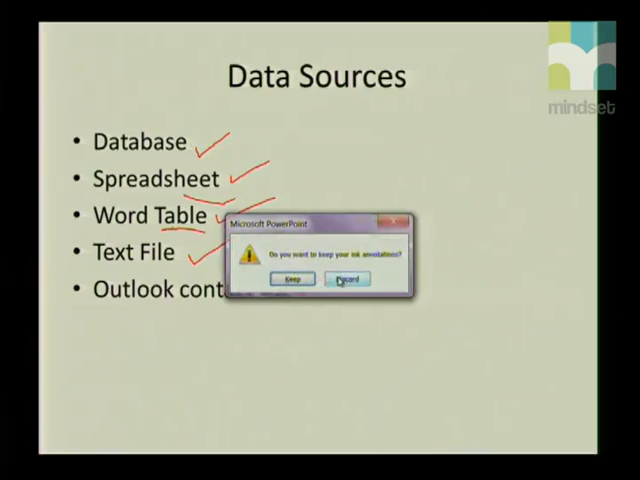 mindset
Data Sources
• Database
• Spreadsheet
• Word Table
• Text File
• Outlook cont
Microsoft PowerPoint
Do you want to keep your ink annotations?
Keep
Discard